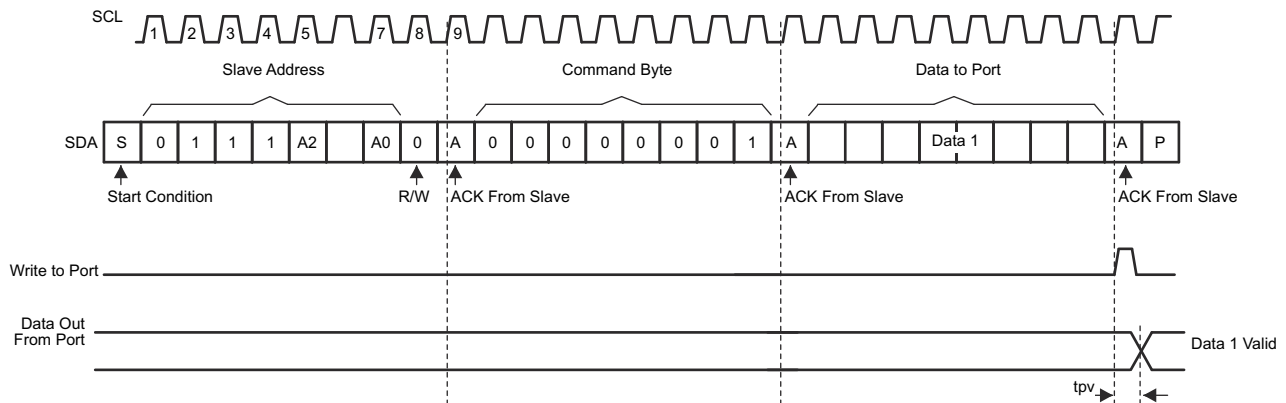 SCL
1 2 3 4 5 7 8 9
Slave Address Command Byte Data to Port
SDA S 0 1 1 1 A2 A0 0 A 0 0 0 0 0 0 0 1 A Data 1 A P
Start Condition R/W ACK From Slave ACK From Slave ACK From Slave
Write to Port
Data Out
From Port
Data 1 Valid
tpv